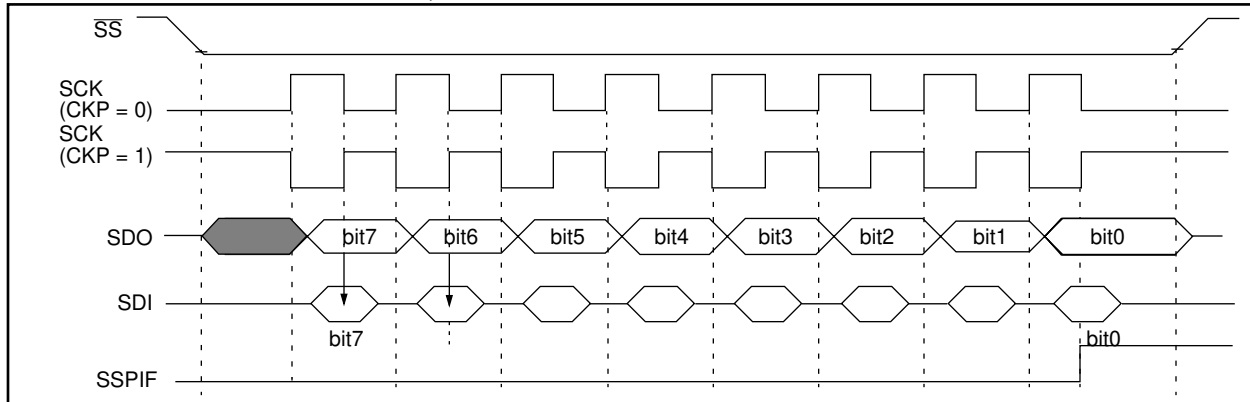 SS
SCK
(CKP = 0)
SCK
(CKP = 1)
SDO bit7 bit6 bit5 bit4 bit3 bit2 bit1 bit0
SDI
bit7 bit0
SSPIF